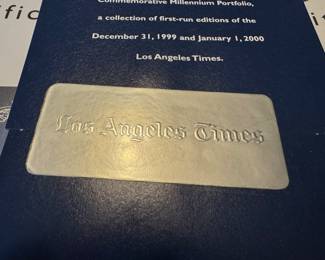 Commemorative Millennium Portfolio,
a collection of first-run editions of the
December 31, 1999 and January 1, 2000
Los Angeles Times.
Los Angeles Times